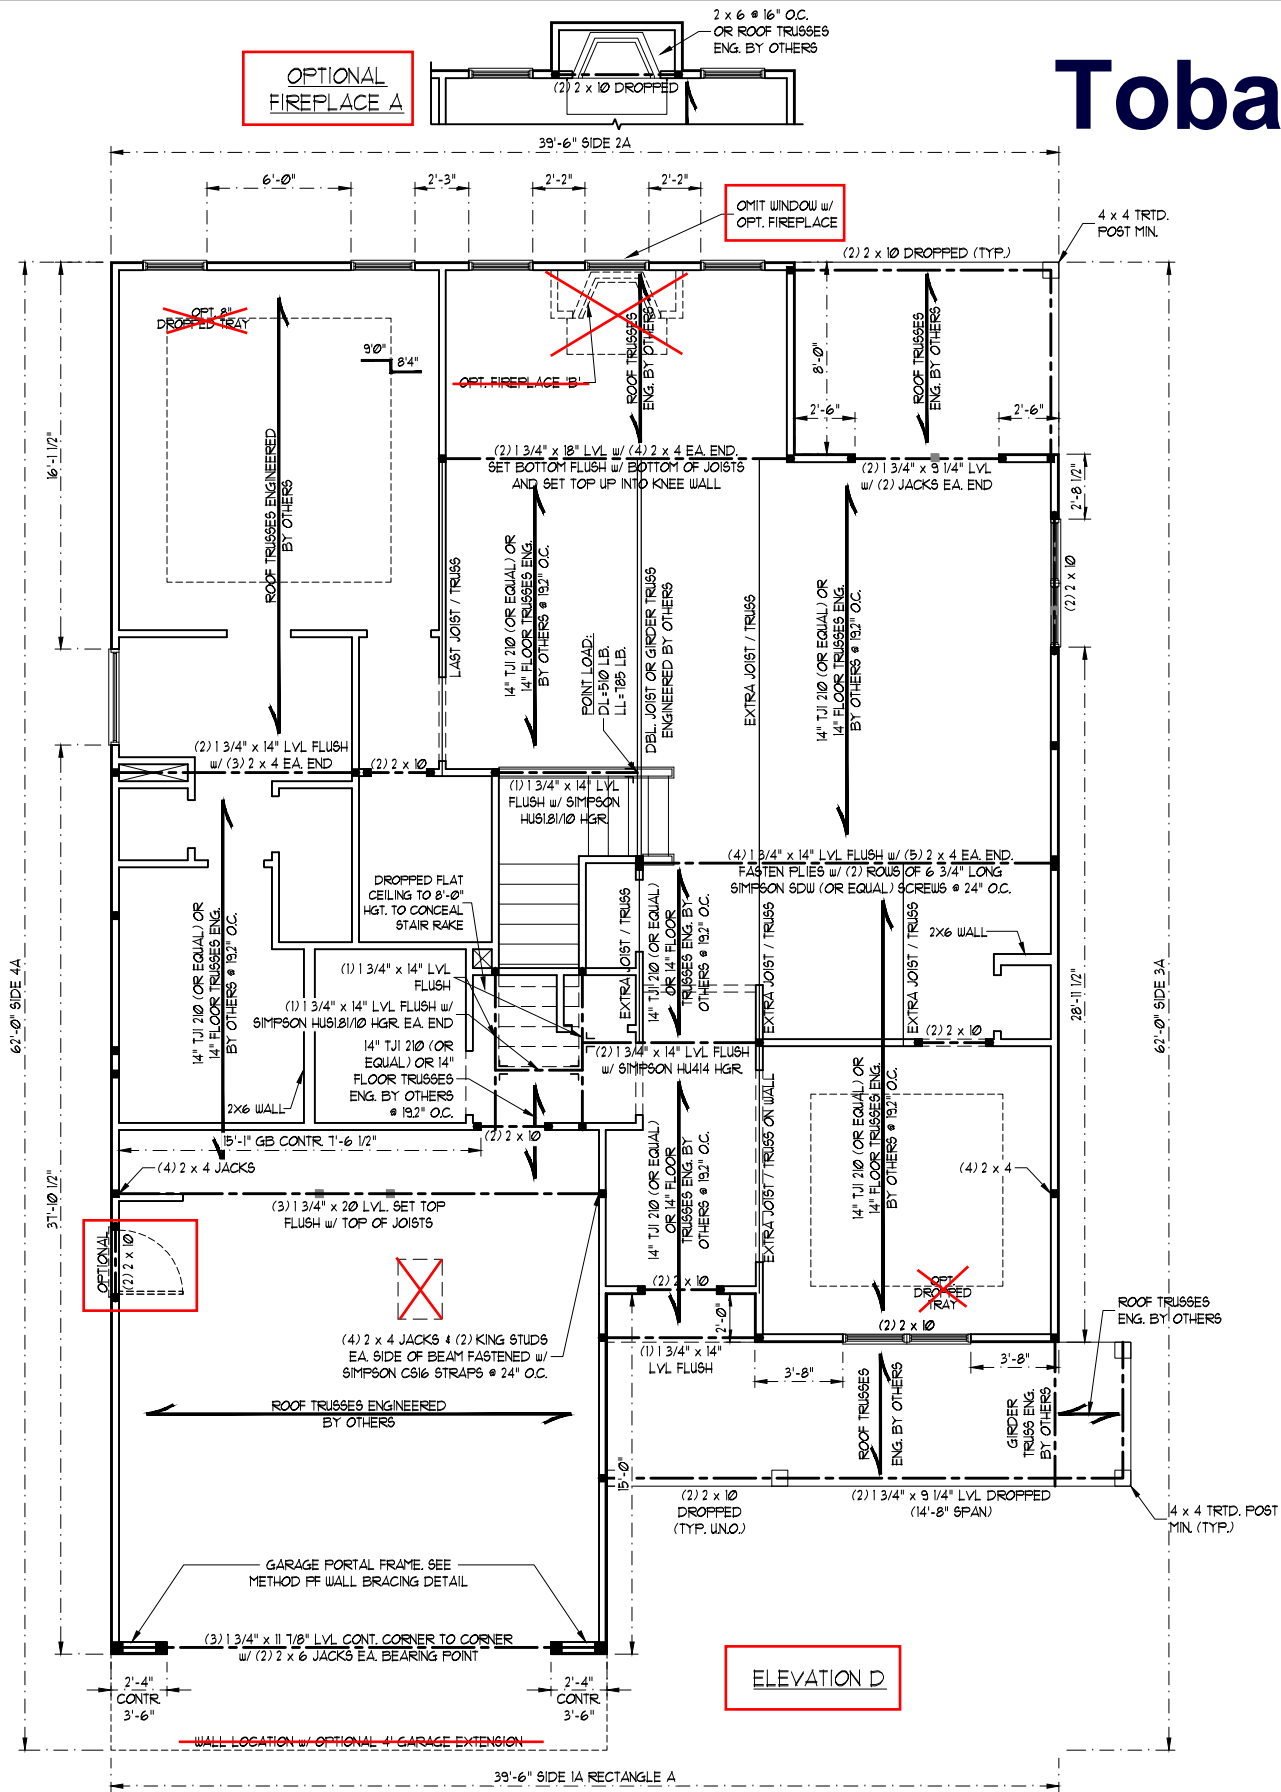 2 x 6 @ 16" O.C.
OR ROOF TRUSSES
ENG. BY OTHERS
OPTIONAL
FIREPLACE A
Toba
(2) 2 x 10 DROPPED
39'-6" SIDE 2A
6'-0"
2'-3"
2'-2"
2'-2"
OMIT WINDOW w/
OPT. FIREPLACE
4 x 4 TRTD.
POST MIN.
(2) 2 x 10 DROPPED (TYP.)
OPT. 8"
DROPPED TRAY
9'0"
8'4"
OPT. FIREPLACE 'B'
ROOF TRUSSES
ENG. BY OTHERS
8'-0"
ROOF TRUSSES
ENG. BY OTHERS
2'-6"
2'-6"
16'-1 1/2"
ROOF TRUSSES ENGINEERED
BY OTHERS
(2) 1 3/4" x 18" LVL w/ (4) 2 x 4 EA. END.
SET BOTTOM FLUSH w/ BOTTOM OF JOISTS
AND SET TOP UP INTO KNEE WALL
(2) 1 3/4" x 9 1/4" LVL
w/ (2) JACKS EA. END
2'-8 1/2"
(2) 2 x 10
LAST JOIST / TRUSS
14" TJI 210 (OR EQUAL) OR
14" FLOOR TRUSSES ENG.
BY OTHERS @ 19.2" O.C.
POINT LOAD:
DL=510 LB.
LL=785 LB.
DBL. JOIST OR GIRDER TRUSS
ENGINEERED BY OTHERS
EXTRA JOIST / TRUSS
14" TJI 210 (OR EQUAL) OR
14" FLOOR TRUSSES ENG.
BY OTHERS @ 19.2" O.C.
(2) 1 3/4" x 14" LVL FLUSH
w/ (3) 2 x 4 EA. END
(2) 2 x 10
(1) 1 3/4" x 14" LVL
FLUSH w/ SIMPSON
HUS1.81/10 HGR.
(4) 1 3/4" x 14" LVL FLUSH w/ (5) 2 x 4 EA. END.
FASTEN PLIES w/ (2) ROWS OF 6 3/4" LONG
SIMPSON SDW (OR EQUAL) SCREWS @ 24" O.C.
DROPPED FLAT
CEILING TO 8'-0"
HGT. TO CONCEAL
STAIR RAKE
14" TJI 210 (OR EQUAL) OR
14" FLOOR TRUSSES ENG.
BY OTHERS @ 19.2" O.C.
EXTRA JOIST / TRUSS
14" TJI 210 (OR EQUAL)
OR 14" FLOOR
TRUSSES ENG. BY
OTHERS @ 19.2" O.C.
EXTRA JOIST / TRUSS
EXTRA JOIST / TRUSS
2X6 WALL
62'-0" SIDE 4A
62'-0" SIDE 3A
28'-11 1/2"
(1) 1 3/4" x 14" LVL
FLUSH
(1) 1 3/4" x 14" LVL FLUSH w/
SIMPSON HUS1.81/10 HGR. EA. END
14" TJI 210 (OR
EQUAL) OR 14"
FLOOR TRUSSES
ENG. BY OTHERS
@ 19.2" O.C.
(2) 1 3/4" x 14" LVL FLUSH
w/ SIMPSON HU414 HGR.
(2) 2 x 10
2X6 WALL
(2) 2 x 10
15'-1" GB CONTR. 7'-6 1/2"
(4) 2 x 4 JACKS
14" TJI 210 (OR EQUAL)
OR 14" FLOOR
TRUSSES ENG. BY
OTHERS @ 19.2" O.C.
EXTRA JOIST / TRUSS ON WALL
14" TJI 210 (OR EQUAL) OR
14" FLOOR TRUSSES ENG.
BY OTHERS @ 19.2" O.C.
(4) 2 x 4
37'-10 1/2"
(3) 1 3/4" x 20 LVL. SET TOP
FLUSH w/ TOP OF JOISTS
OPTIONAL
(2) 2 x 10
(2) 2 x 10
OPT.
DROPPED
TRAY
(2) 2 x 10
2'-0"
ROOF TRUSSES
ENG. BY OTHERS
(4) 2 x 4 JACKS & (2) KING STUDS
EA. SIDE OF BEAM FASTENED w/
SIMPSON CS16 STRAPS @ 24" O.C.
(1) 1 3/4" x 14"
LVL FLUSH
3'-8"
3'-8"
ROOF TRUSSES ENGINEERED
BY OTHERS
ROOF TRUSSES
ENG. BY OTHERS
GIRDER
TRUSS ENG.
BY OTHERS
15'-0"
(2) 2 x 10
DROPPED
(TYP. U.N.O.)
(2) 1 3/4" x 9 1/4" LVL DROPPED
(14'-8" SPAN)
4 x 4 TRTD. POST
MIN. (TYP.)
GARAGE PORTAL FRAME. SEE
METHOD PF WALL BRACING DETAIL
(3) 1 3/4" x 11 7/8" LVL CONT. CORNER TO CORNER
w/ (2) 2 x 6 JACKS EA. BEARING POINT
2'-4"
CONTR.
3'-6"
2'-4"
CONTR.
3'-6"
ELEVATION D
WALL LOCATION w/ OPTIONAL 4' GARAGE EXTENSION
39'-6" SIDE 1A RECTANGLE A